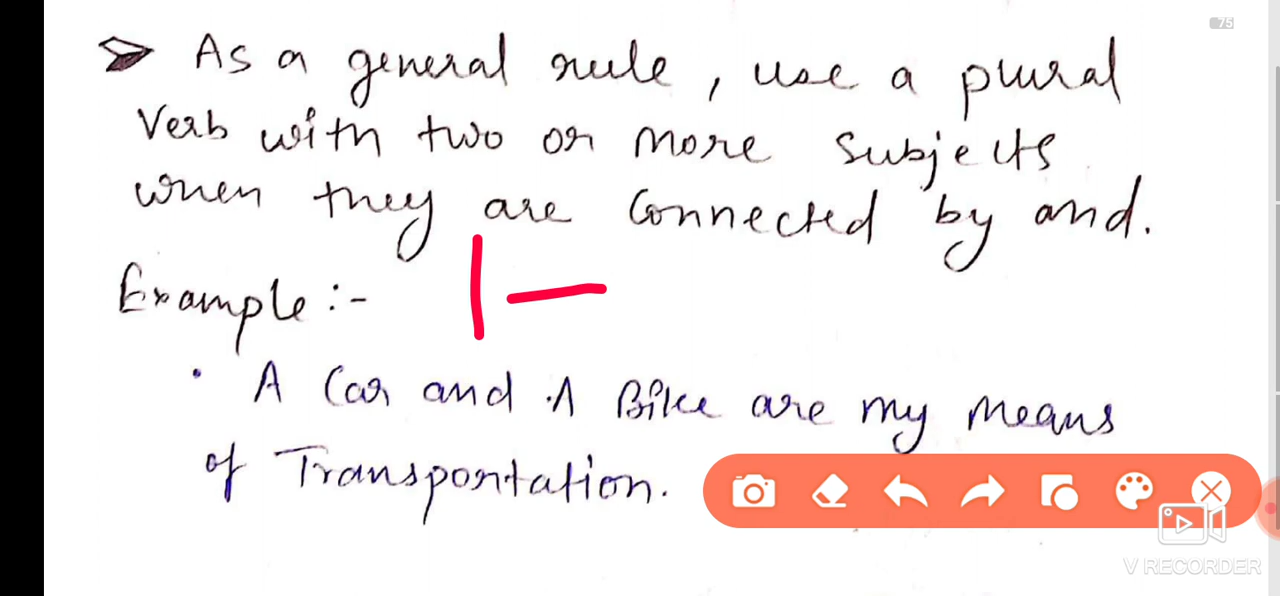 75
➢ As a general rule, use a plural
Verb with two or more subjects
when they are connected by and.
Example :-
• A Car and A Bike are my means
of Transportation.
V RECORDER